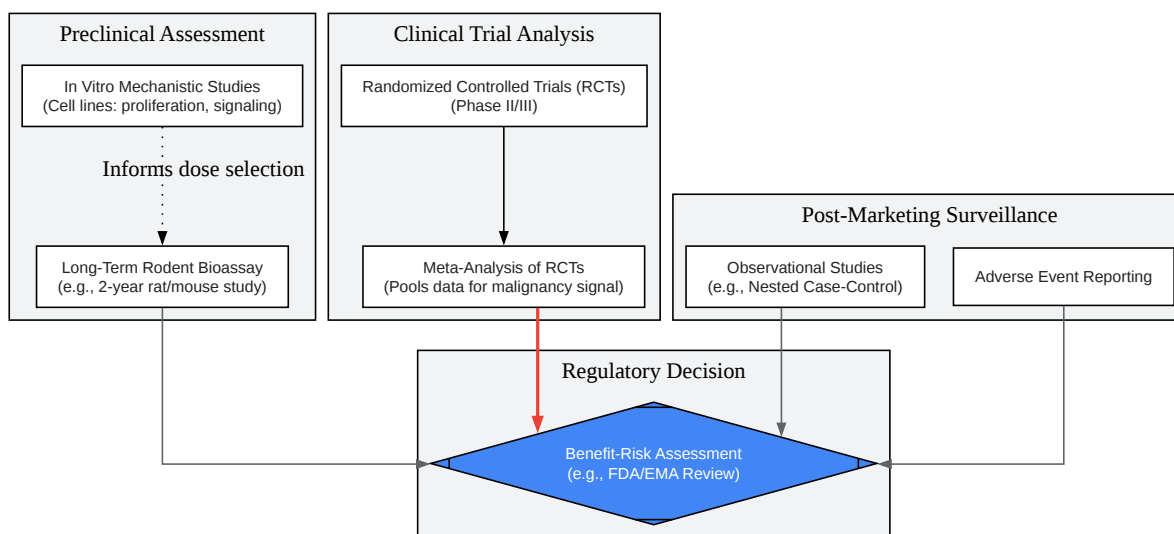 Preclinical Assessment
In Vitro Mechanistic Studies
(Cell lines: proliferation, signaling)
Informs dose selection
Long-Term Rodent Bioassay
(e.g., 2-year rat/mouse study)
Clinical Trial Analysis
Randomized Controlled Trials (RCTs)
(Phase II/III)
Meta-Analysis of RCTs
(Pools data for malignancy signal)
Post-Marketing Surveillance
Observational Studies
(e.g., Nested Case-Control)
Adverse Event Reporting
Regulatory Decision
Benefit-Risk Assessment
(e.g., FDA/EMA Review)